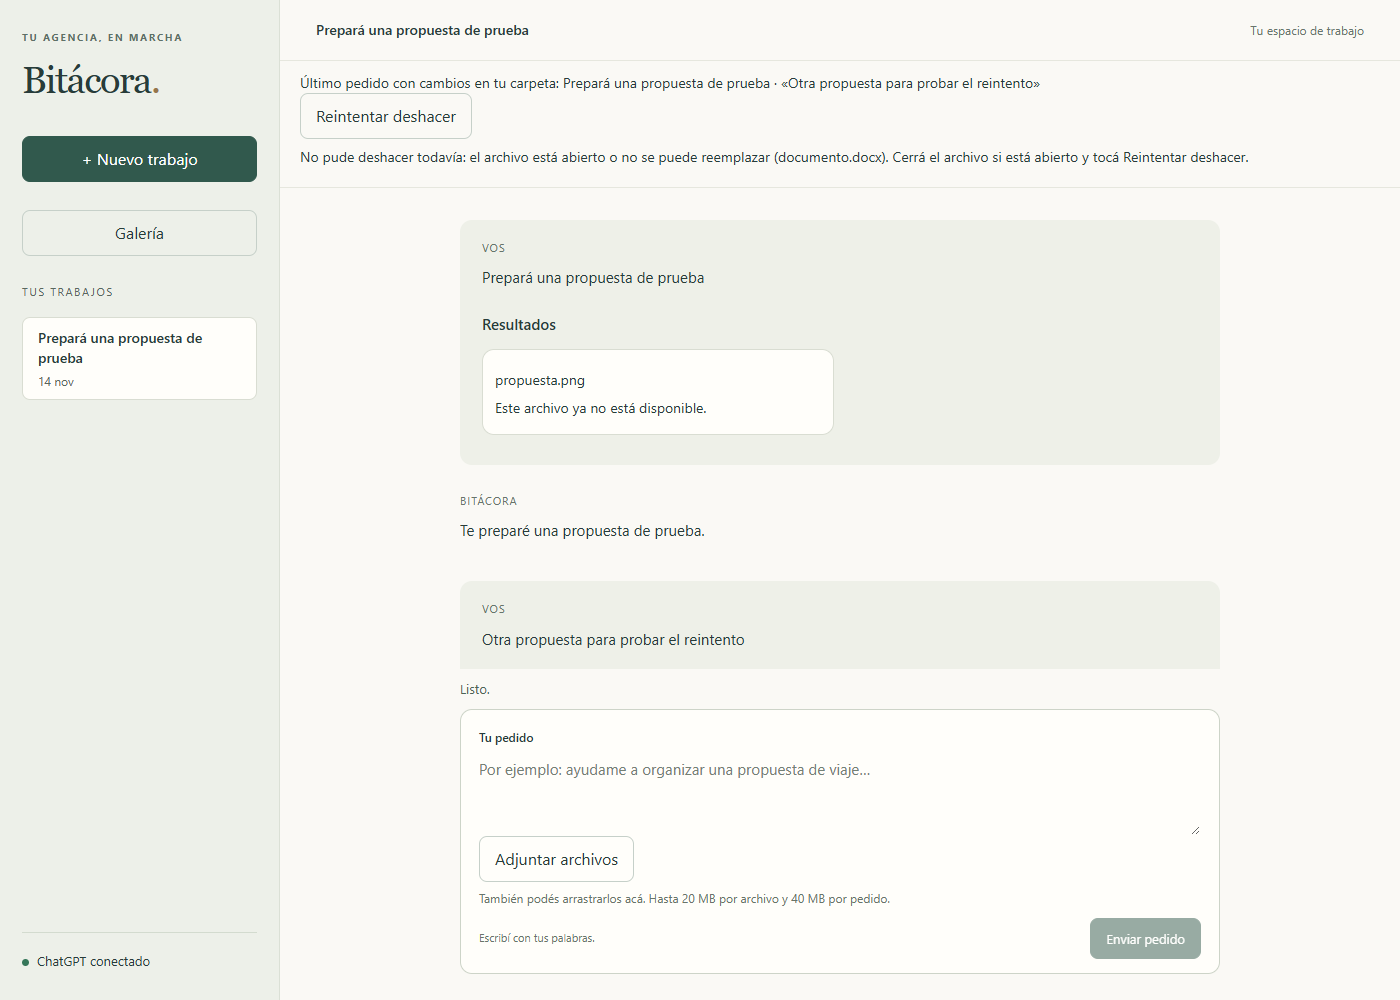 TU AGENCIA, EN MARCHA
Bitácora.
+ Nuevo trabajo
Galería
TUS TRABAJOS
Prepará una propuesta de
prueba
14 nov
ChatGPT conectado
Prepará una propuesta de prueba
Tu espacio de trabajo
Último pedido con cambios en tu carpeta: Prepará una propuesta de prueba · «Otra propuesta para probar el reintento»
Reintentar deshacer
No pude deshacer todavía: el archivo está abierto o no se puede reemplazar (documento.docx). Cerrá el archivo si está abierto y tocá Reintentar deshacer.
VOS
Prepará una propuesta de prueba
Resultados
propuesta.png
Este archivo ya no está disponible.
BITÁCORA
Te preparé una propuesta de prueba.
VOS
Otra propuesta para probar el reintento
Listo.
Tu pedido
Por ejemplo: ayudame a organizar una propuesta de viaje...
Adjuntar archivos
También podés arrastrarlos acá. Hasta 20 MB por archivo y 40 MB por pedido.
Escribí con tus palabras.
Enviar pedido